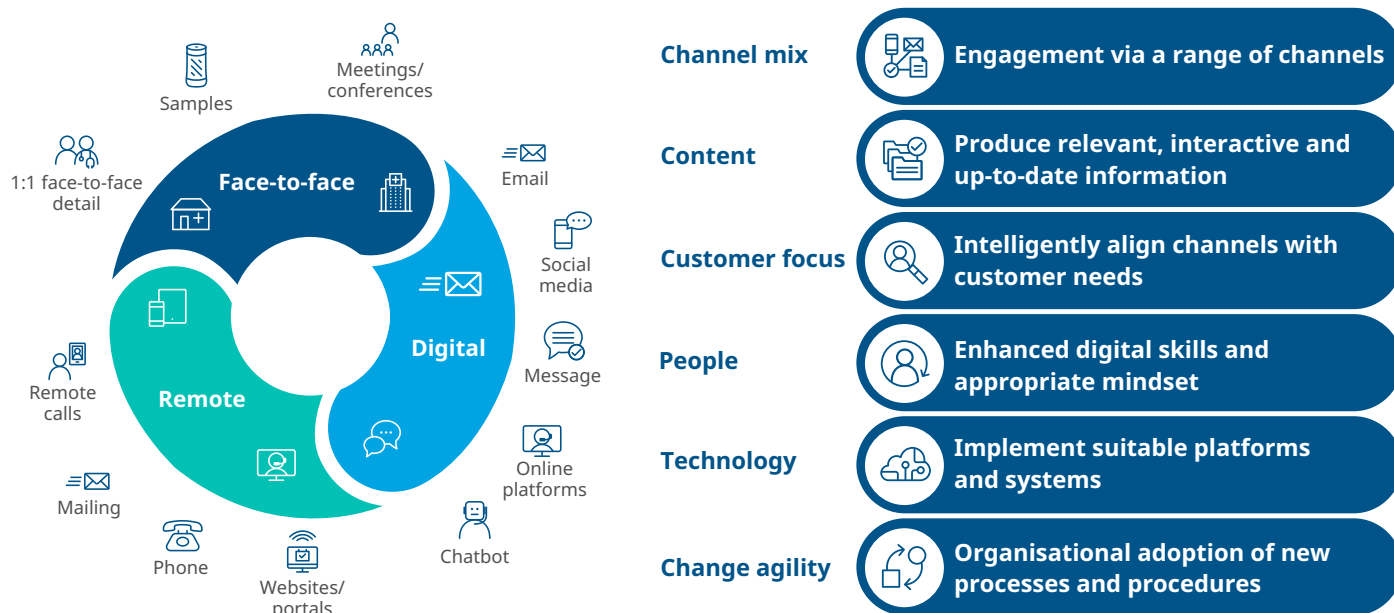 Samples
Meetings/
conferences
1:1 face-to-face
detail
Face-to-face
Email
Social
media
Digital
Message
Remote
Remote
calls
Online
platforms
Mailing
Chatbot
Phone
Websites/
portals
Channel mix
Engagement via a range of channels
Content
Produce relevant, interactive and
up-to-date information
Customer focus
Intelligently align channels with
customer needs
People
Enhanced digital skills and
appropriate mindset
Technology
Implement suitable platforms
and systems
Change agility
Organisational adoption of new
processes and procedures